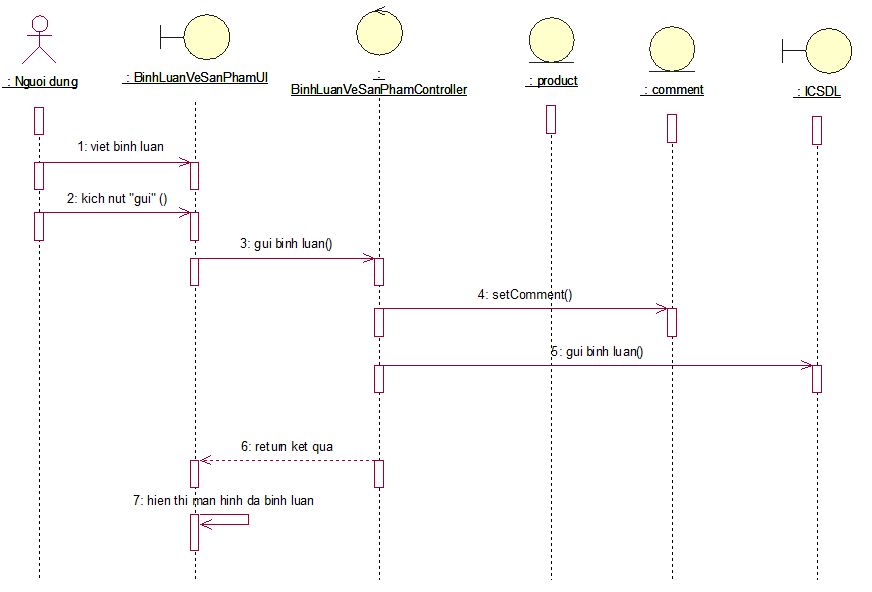 : Nguoi dung
: BinhLuanVeSanPhamUI
:
BinhLuanVeSanPhamController
: product
: comment
: ICSDL
1: viet binh luan
2: kich nut "gui" ()
3: gui binh luan()
4: setComment()
5: gui binh luan()
6: return ket qua
7: hien thi man hinh da binh luan